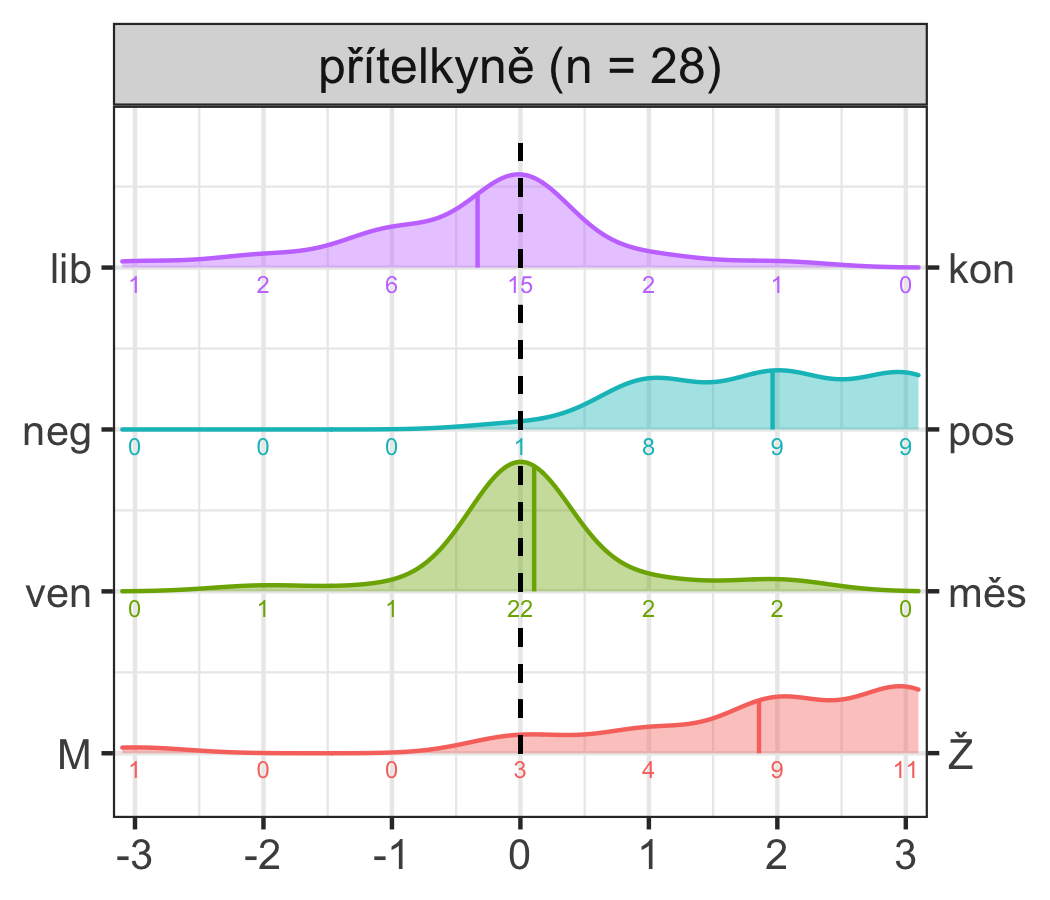 přítelkyně (n = 28)
lib kon
1 2 6 15 2 1 0
neg pos
0 0 0 1 8 9 9
ven měs
0 1 1 22 2 2 0
M Ž
1 0 0 3 4 9 11
-3 -2 -1 0 1 2 3